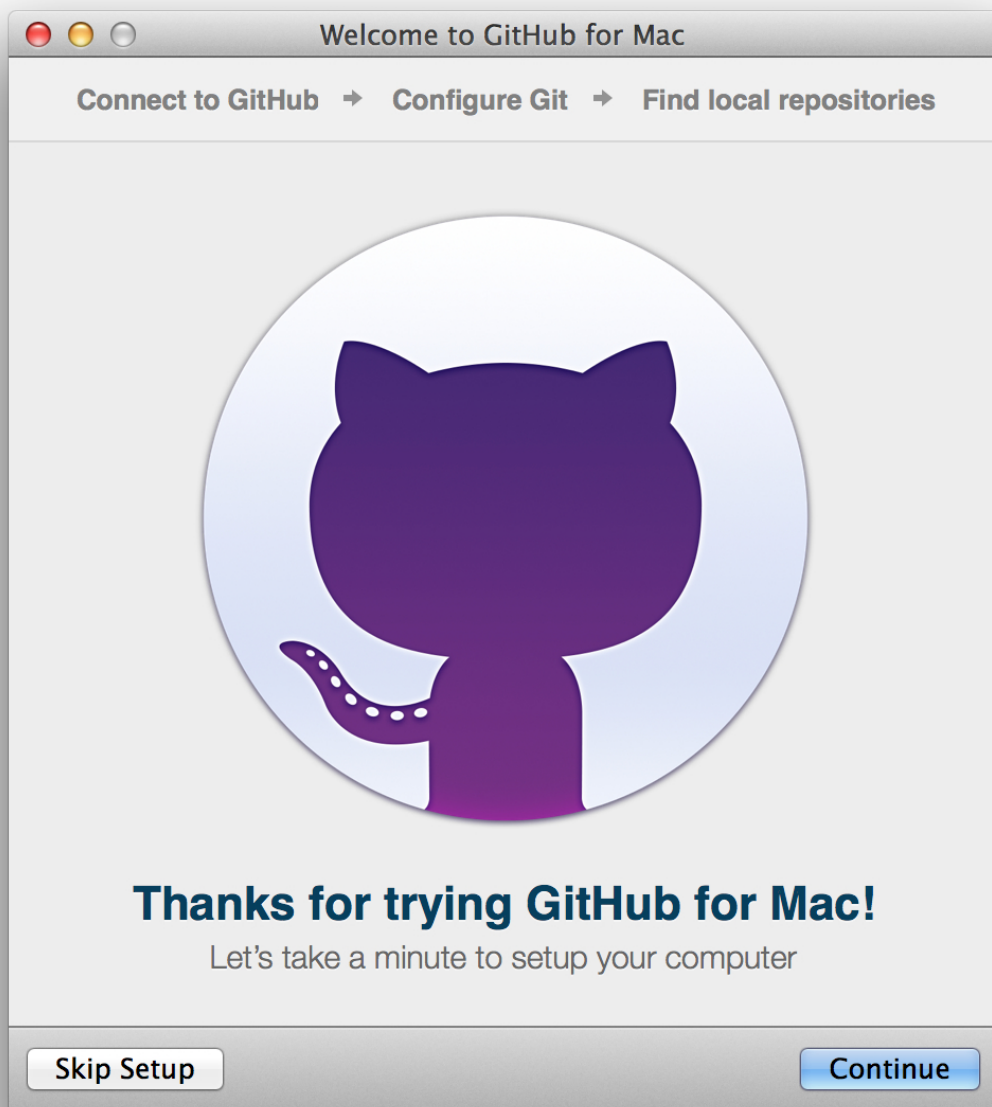 Welcome to GitHub for Mac
Connect to GitHub Configure Git Find local repositories
Thanks for trying GitHub for Mac!
Let’s take a minute to setup your computer
Skip Setup Continue